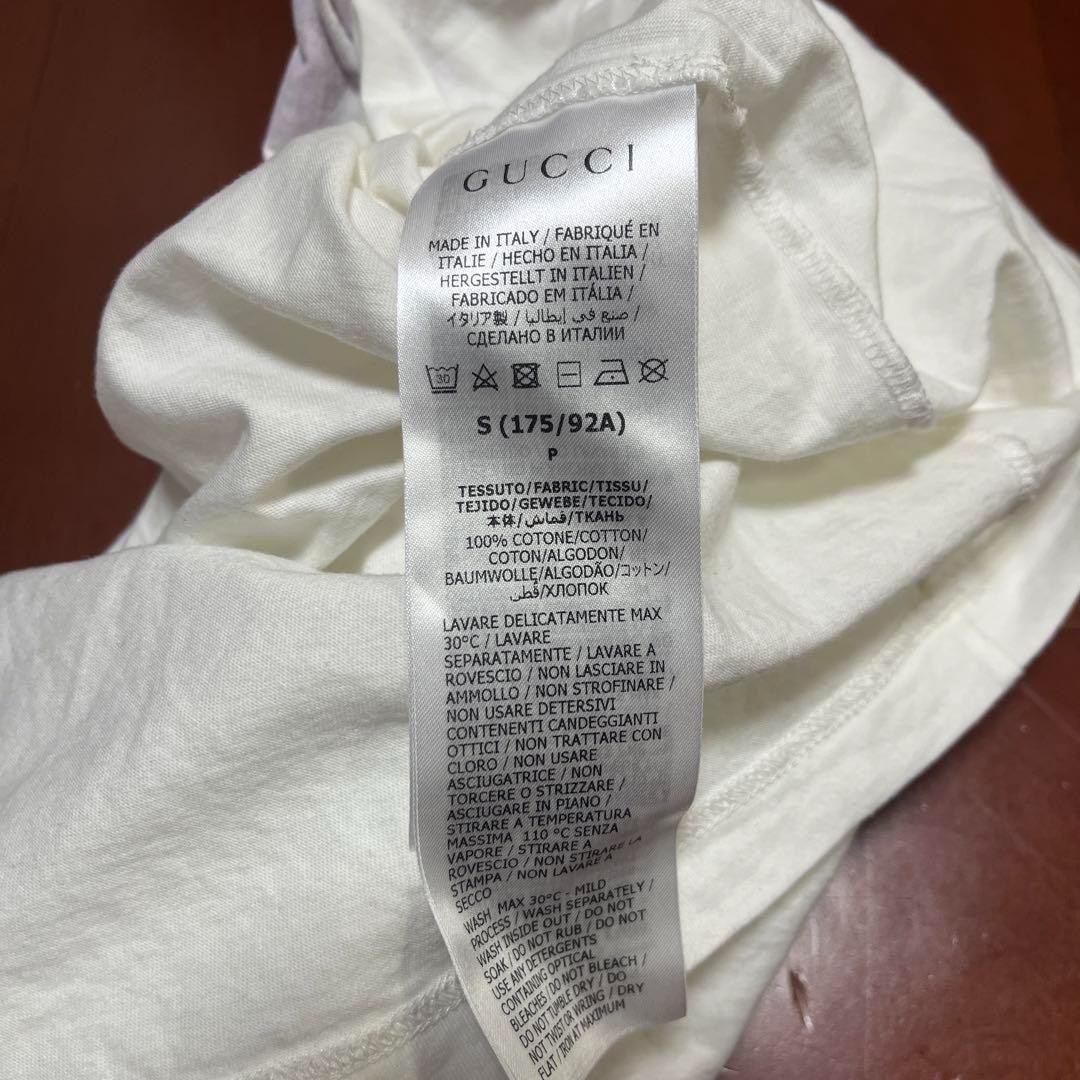 GUCCI
MADE IN ITALY / FABRIQUÉ EN
ITALIE / HECHO EN ITALIA /
HERGESTELLT IN ITALIEN /
FABRICADO EM ITÁLIA /
イタリア製 / صنع في إيطاليا /
СДЕЛАНО В ИТАЛИИ
30
S (175/92A)
P
TESSUTO/FABRIC/TISSU/
TEJIDO/GEWEBE/TECIDO/
本体/قماش/ТКАНЬ
100% COTONE/COTTON/
COTON/ALGODON/
BAUMWOLLE/ALGODÃO/コットン/
قطن/ХЛОПОК
LAVARE DELICATAMENTE MAX
30°C / LAVARE
SEPARATAMENTE / LAVARE A
ROVESCIO / NON LASCIARE IN
AMMOLLO / NON STROFINARE /
NON USARE DETERSIVI
CONTENENTI CANDEGGIANTI
OTTICI / NON TRATTARE CON
CLORO / NON USARE
ASCIUGATRICE / NON
TORCERE O STRIZZARE /
ASCIUGARE IN PIANO /
STIRARE A TEMPERATURA
MASSIMA 110 °C SENZA
VAPORE / STIRARE A
ROVESCIO / NON STIRARE LA
STAMPA / NON LAVARE A
SECCO
WASH MAX 30°C - MILD
PROCESS / WASH SEPARATELY /
WASH INSIDE OUT / DO NOT
SOAK / DO NOT RUB / DO NOT
USE ANY DETERGENTS
CONTAINING OPTICAL
BLEACHES / DO NOT BLEACH /
DO NOT TUMBLE DRY / DO
NOT TWIST OR WRING / DRY
FLAT / IRON AT MAXIMUM